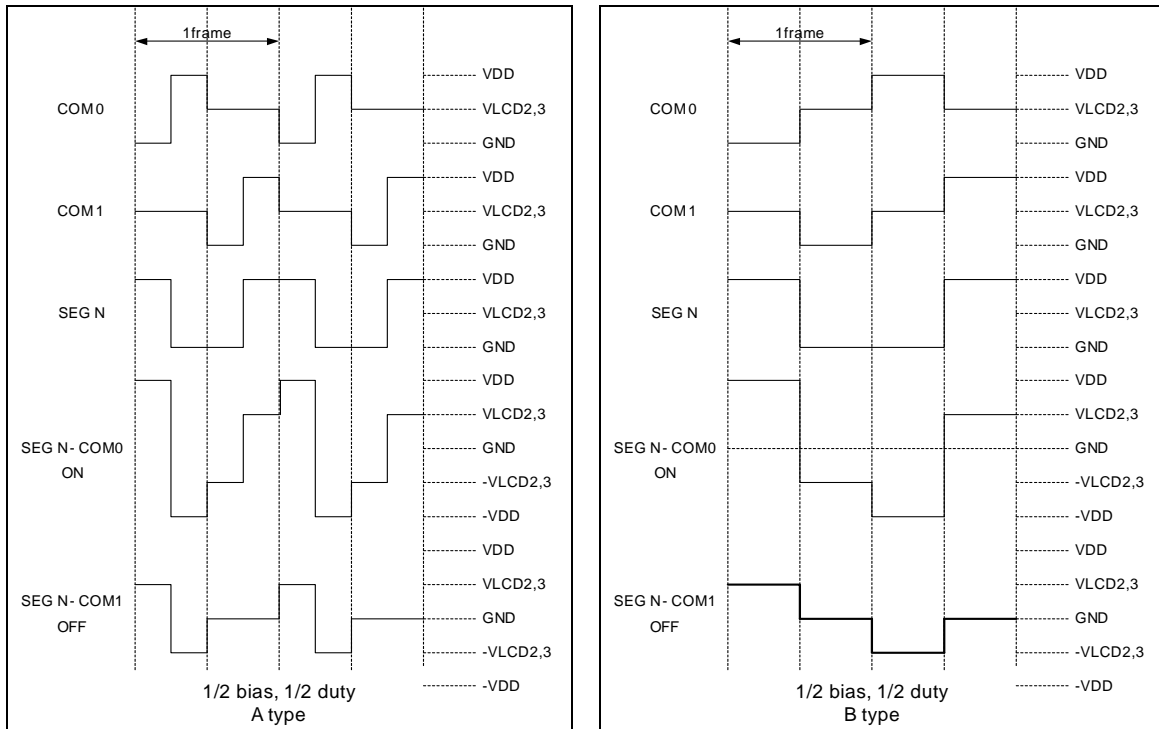 1frame
VDD
COM0
VLCD2,3
GND
VDD
COM1
VLCD2,3
GND
VDD
SEG N
VLCD2,3
GND
VDD
VLCD2,3
SEG N- COM0
ON
GND
-VLCD2,3
-VDD
VDD
VLCD2,3
SEG N- COM1
OFF
GND
-VLCD2,3
-VDD
1/2 bias, 1/2 duty
A type
1frame
VDD
COM0
VLCD2,3
GND
VDD
COM1
VLCD2,3
GND
VDD
SEG N
VLCD2,3
GND
VDD
VLCD2,3
SEG N- COM0
ON
GND
-VLCD2,3
-VDD
VDD
VLCD2,3
SEG N- COM1
OFF
GND
-VLCD2,3
-VDD
1/2 bias, 1/2 duty
B type